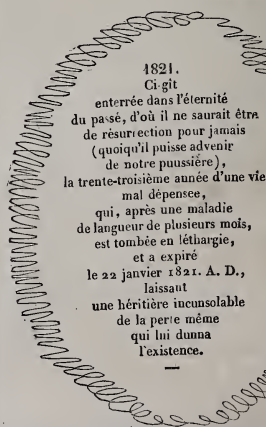 1821.
Ci-git
enterrée dans l'éternité
du passé, d'où il ne saurait être
de résurrection pour jamais
(quoiqu'il puisse advenir
de notre puussiére),
la trente-troisième année d'une vie
mal dépensee,
qui, après une maladie
de langueur de plusieurs mois,
est tombée en léthargie,
et a expiré
le 22 janvier 1821. A. D.,
laissant
une héritière incunsolable
de la perte même
qui lui dunna
l'existence.